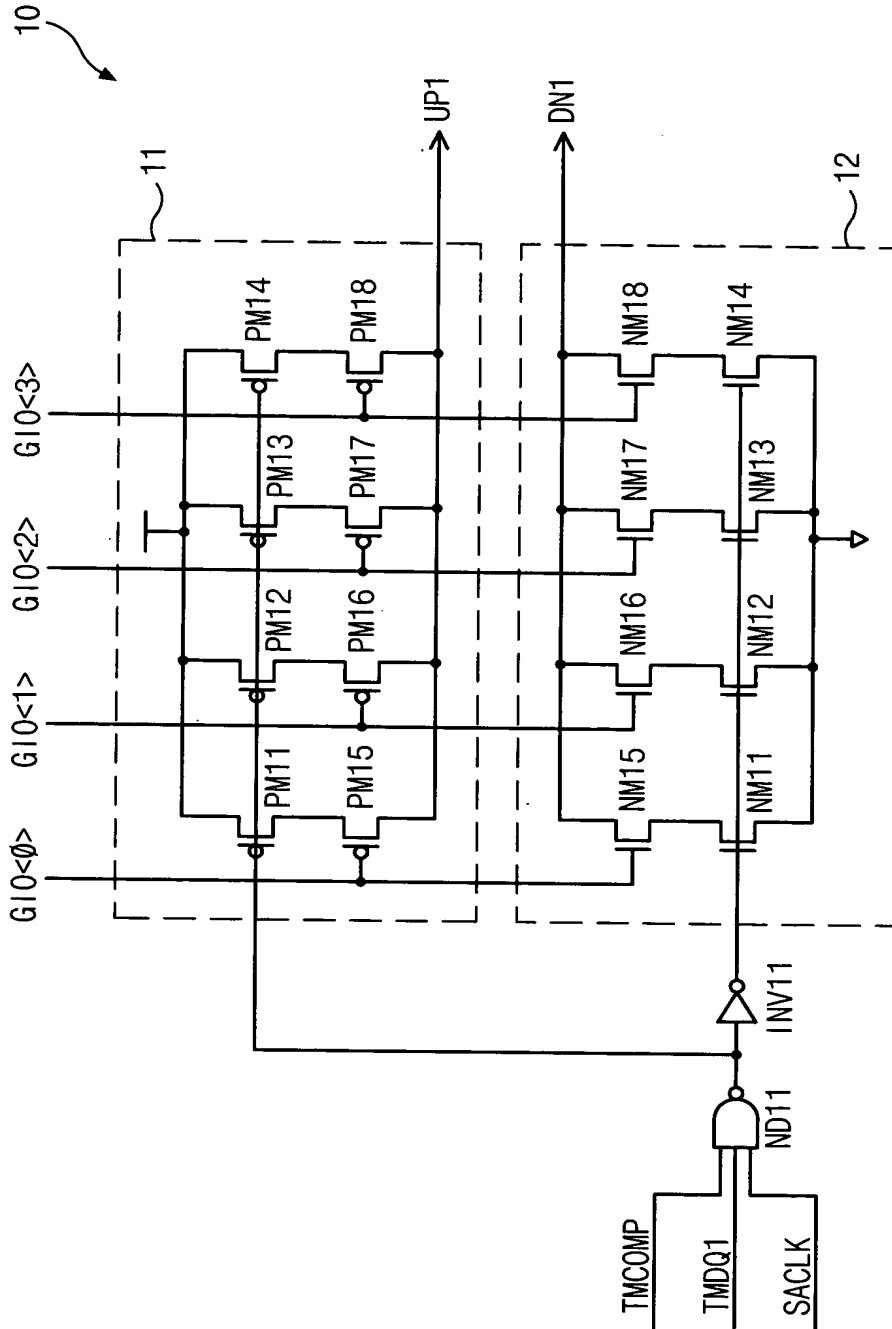 10
11
GIO<0>
GIO<1>
GIO<2>
GIO<3>
PM11
PM12
PM13
PM14
PM15
PM16
PM17
PM18
UP1
DN1
12
NM15
NM16
NM17
NM18
NM11
NM12
NM13
NM14
TMCOMP
TMDQ1
SACLK
ND11
INV11